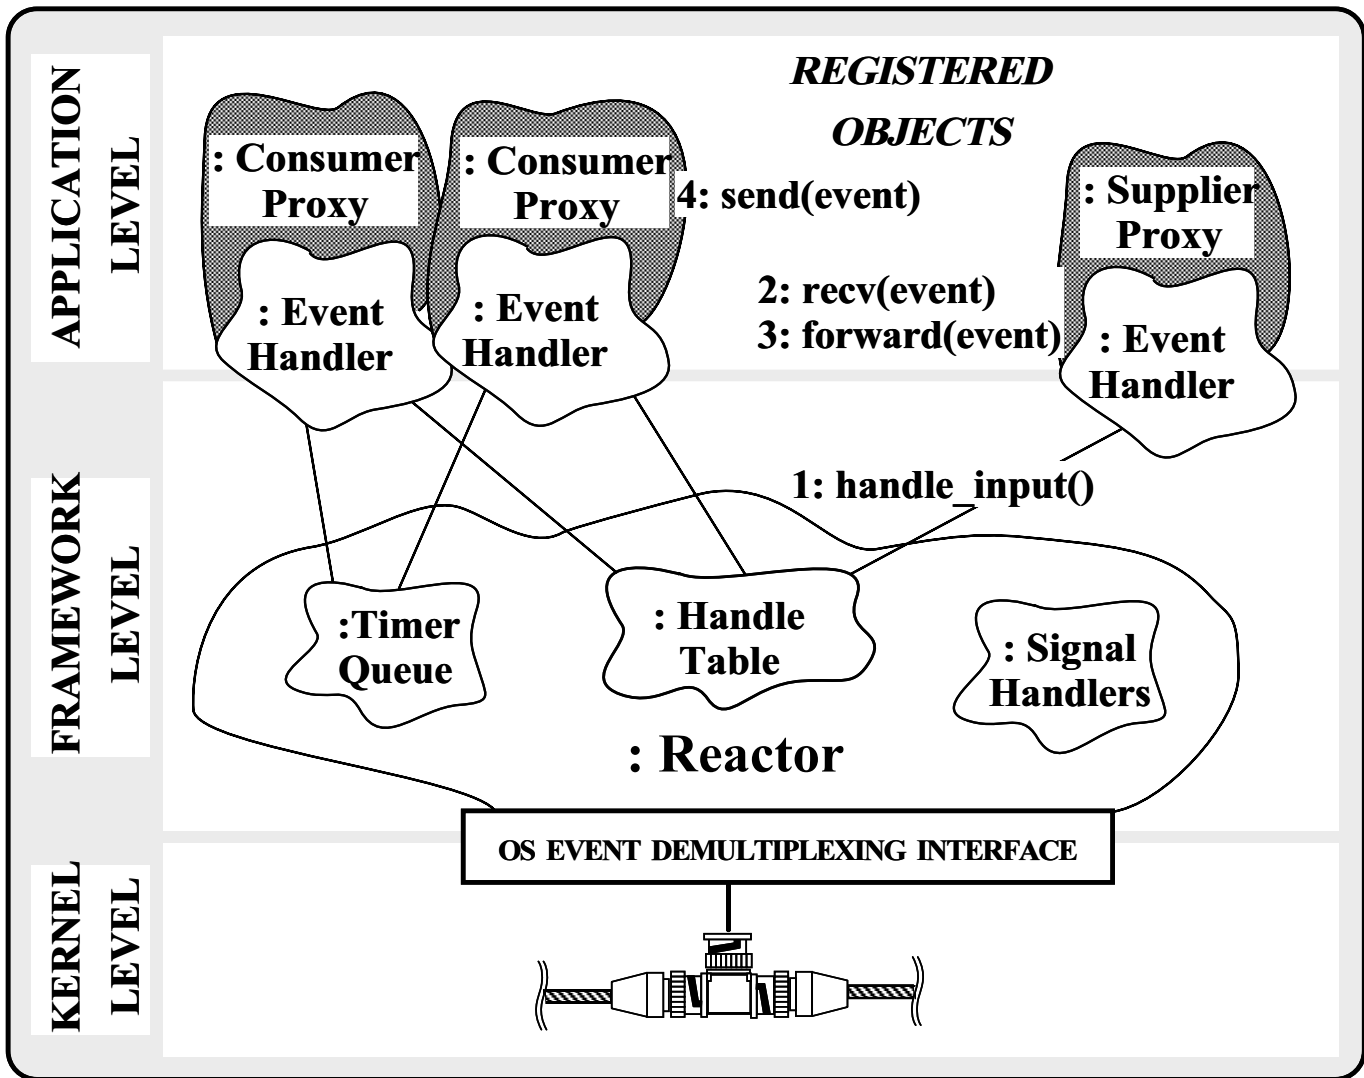 APPLICATION
LEVEL
REGISTERED
OBJECTS
: Consumer
Proxy
: Consumer
Proxy
4: send(event)
: Supplier
Proxy
2: recv(event)
3: forward(event)
: Event
Handler
: Event
Handler
: Event
Handler
FRAMEWORK
LEVEL
1: handle_input()
:Timer
Queue
: Handle
Table
: Signal
Handlers
: Reactor
KERNEL
LEVEL
OS EVENT DEMULTIPLEXING INTERFACE